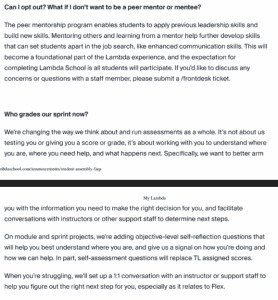 Can I opt out? What if I don't want to be a peer mentor or mentee?
The peer mentorship program enables students to apply previous leadership skills and
build new skills. Mentoring others and learning from a mentor help further develop skills
that can set students apart in the job search, like enhanced communication skills. This will
become a foundational part of the Lambda experience, and the expectation for
completing Lambda School is all students will participate. If you'd like to discuss any
concerns or questions with a staff member, please submit a /frontdesk ticket.
Who grades our sprint now?
We're changing the way we think about and run assessments as a whole. It's not about us
testing you or giving you a score or grade, it's about working with you to understand where
you are, where you need help, and what happens next. Specifically, we want to better arm
My Lambda
you with the information you need to make the right decision for you, and facilitate
conversations with instructors or other support staff to determine next steps.
On module and sprint projects, we're adding objective-level self-reflection questions that
will help you best understand where you are, and give us a signal on how you're doing and
how we can help. In part, self-assessment questions will replace TL assigned scores.
When you're struggling, we'll set up a 1:1 conversation with an instructor or support staff to
help you figure out the right next step for you, especially as it relates to Flex.